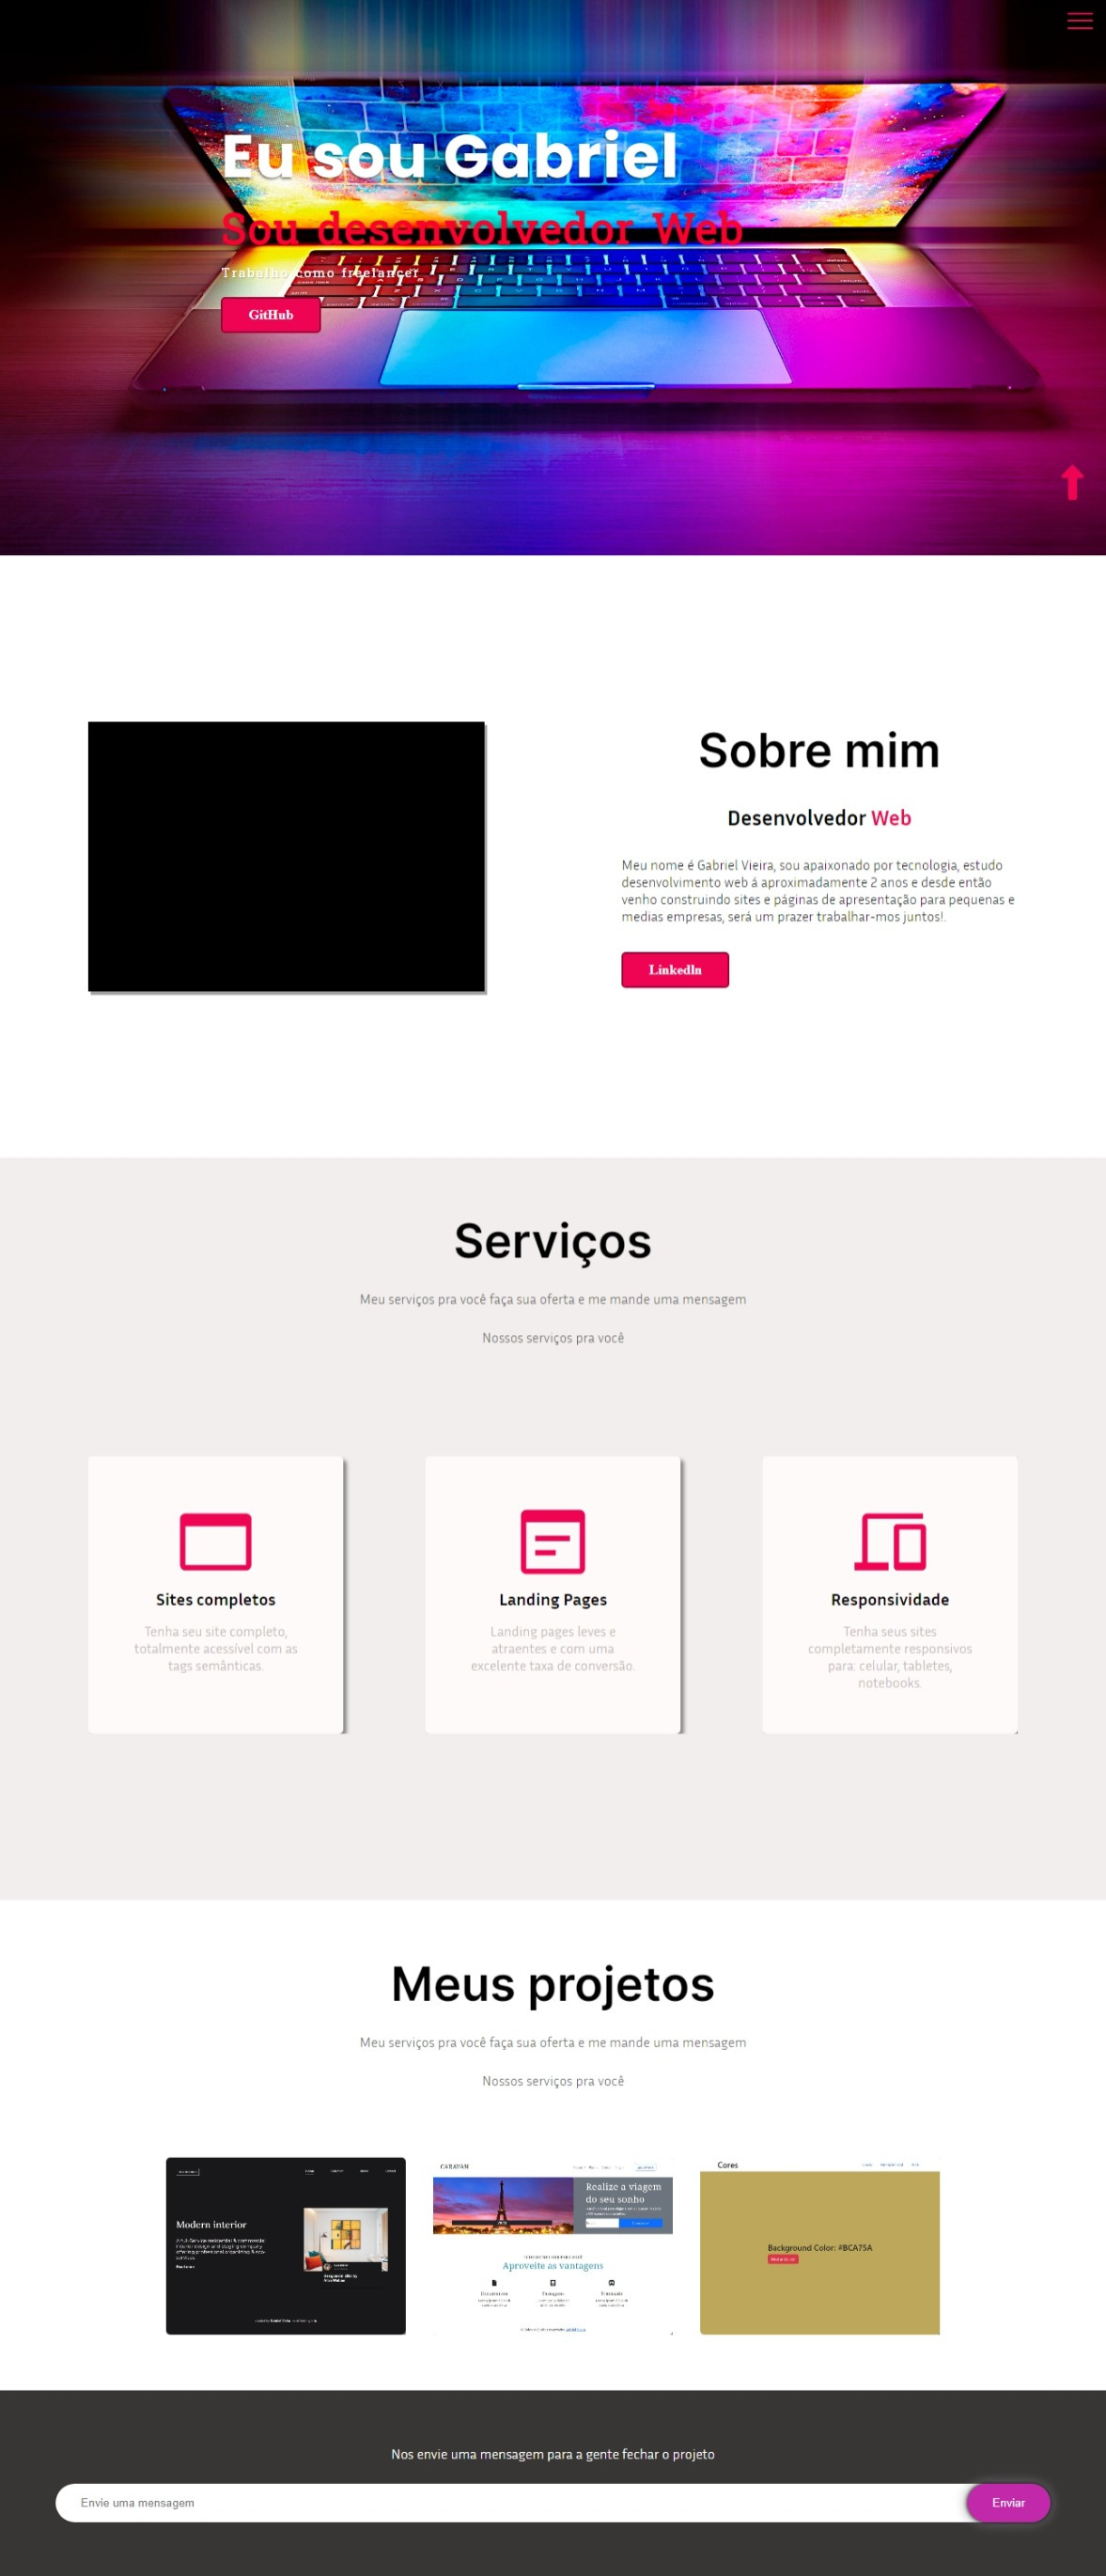 Eu sou Gabriel
Sou desenvolvedor Web
Trabalho como freelancer
GitHub
Sobre mim
Desenvolvedor Web
Meu nome é Gabriel Vieira, sou apaixonado por tecnologia, estudo
desenvolvimento web á aproximadamente 2 anos e desde então
venho construindo sites e páginas de apresentação para pequenas e
medias empresas, será um prazer trabalhar-mos juntos!.
LinkedIn
Serviços
Meu serviços pra você faça sua oferta e me mande uma mensagem
Nossos serviços pra você
Sites completos
Tenha seu site completo,
totalmente acessível com as
tags semânticas.
Landing Pages
Landing pages leves e
atraentes e com uma
excelente taxa de conversão.
Responsividade
Tenha seus sites
completamente responsivos
para: celular, tabletes,
notebooks.
Meus projetos
Meu serviços pra você faça sua oferta e me mande uma mensagem
Nossos serviços pra você
Modern interior
CARAVAN
Realize a viagem
do seu sonho
Aproveite as vantagens
Cores
Background Color: #BCA75A
Nos envie uma mensagem para a gente fechar o projeto
Envie uma mensagem
Enviar